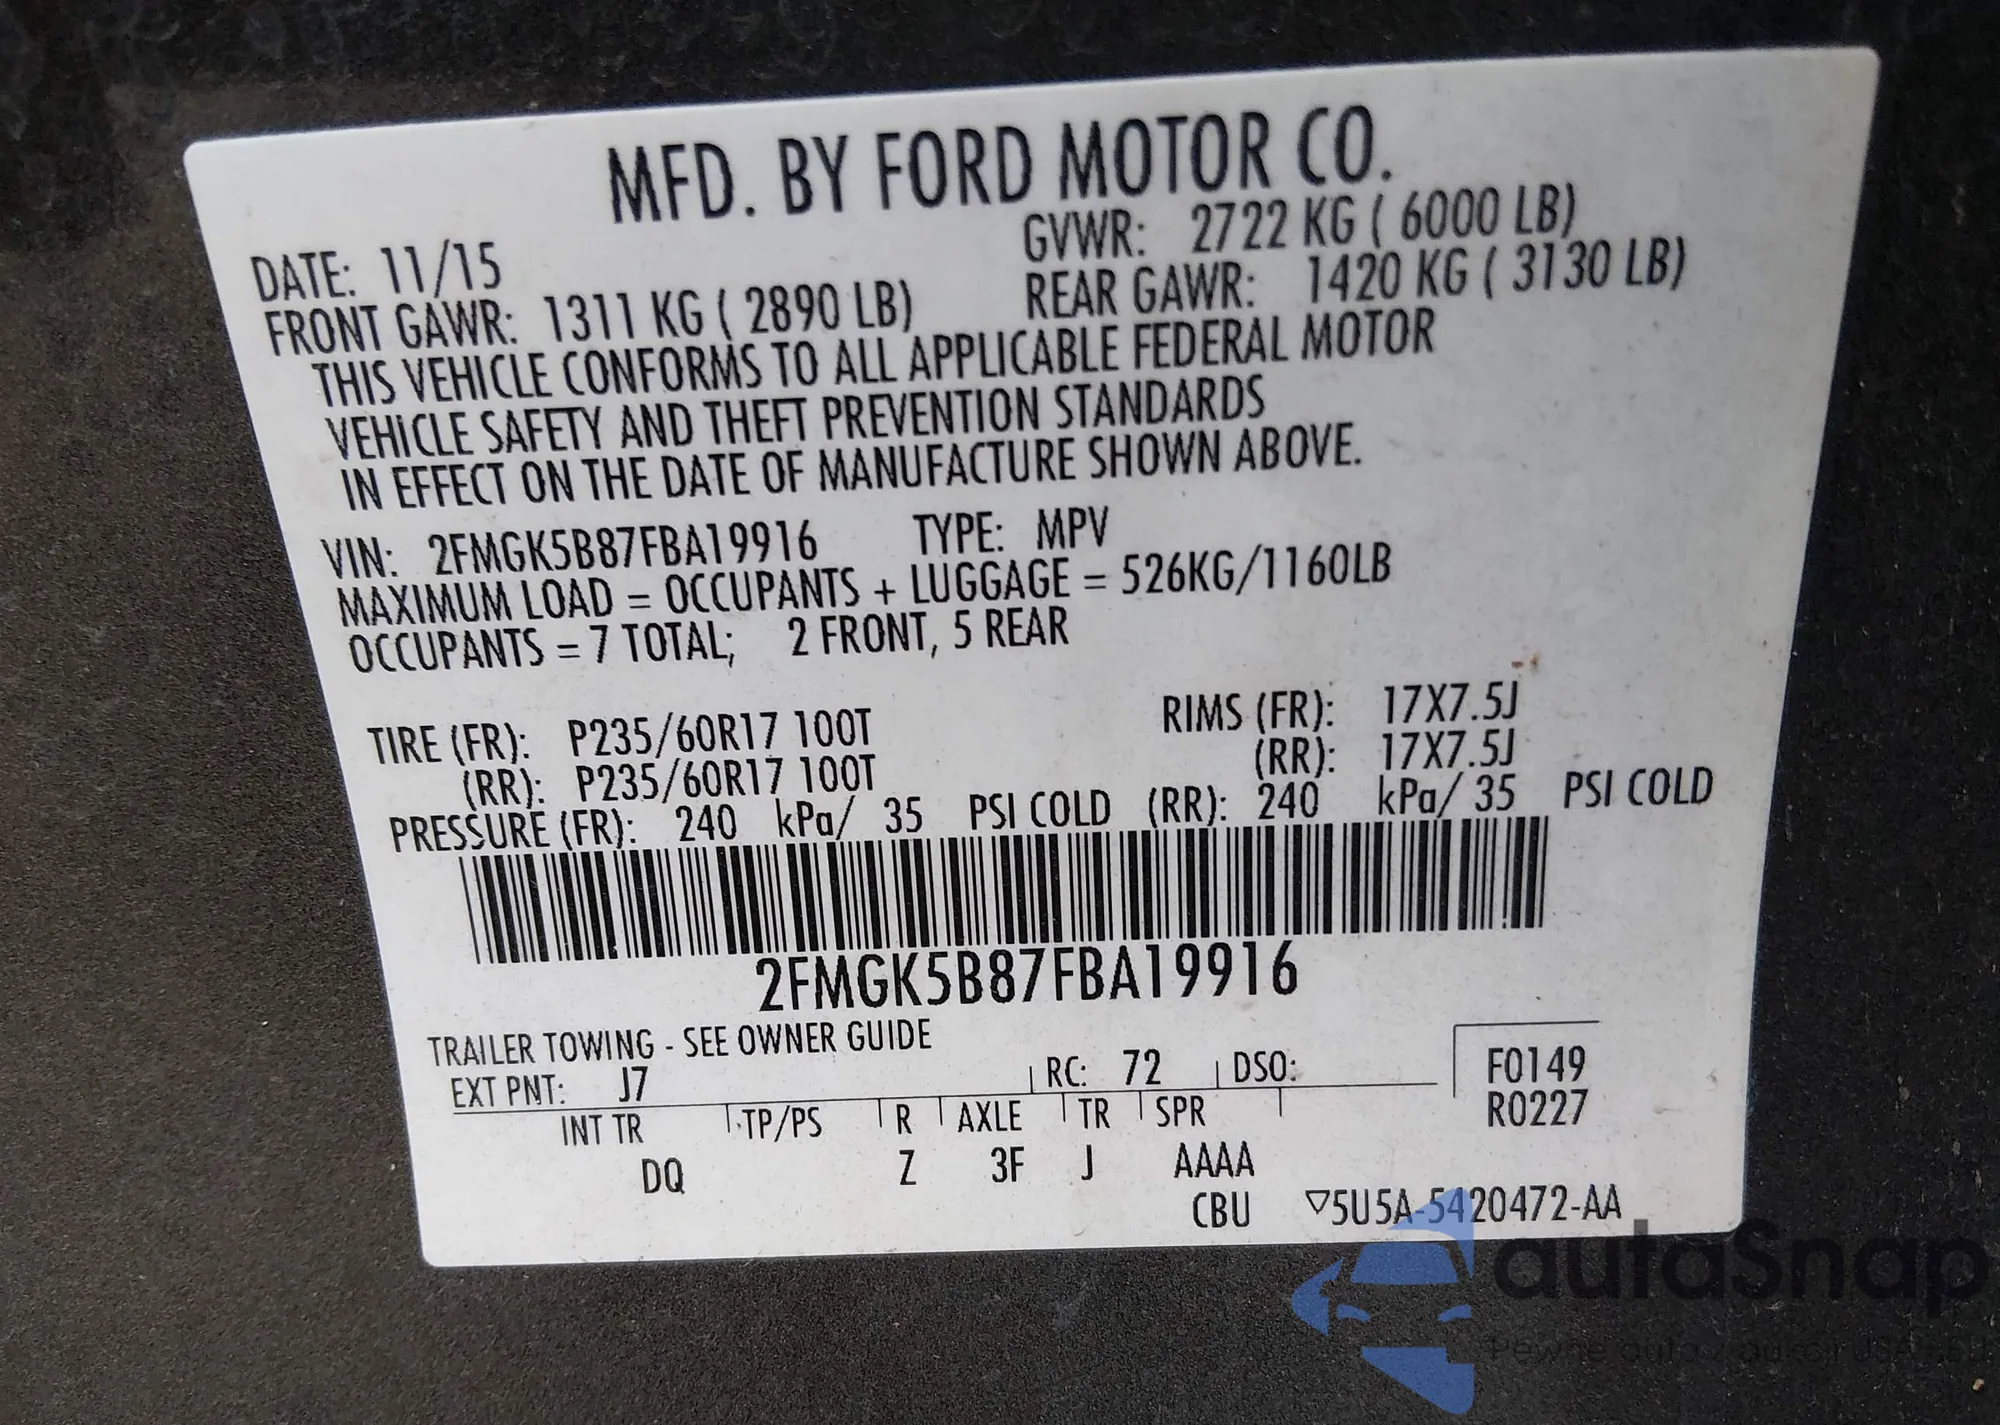 MFD. BY FORD MOTOR CO.
DATE: 11/15 GVWR: 2722 KG ( 6000 LB)
FRONT GAWR: 1311 KG ( 2890 LB) REAR GAWR: 1420 KG ( 3130 LB)
THIS VEHICLE CONFORMS TO ALL APPLICABLE FEDERAL MOTOR
VEHICLE SAFETY AND THEFT PREVENTION STANDARDS
IN EFFECT ON THE DATE OF MANUFACTURE SHOWN ABOVE.
VIN: 2FMGK5B87FBA19916 TYPE: MPV
MAXIMUM LOAD = OCCUPANTS + LUGGAGE = 526KG/1160LB
OCCUPANTS = 7 TOTAL; 2 FRONT, 5 REAR
TIRE (FR): P235/60R17 100T RIMS (FR): 17X7.5J
(RR): P235/60R17 100T (RR): 17X7.5J
PRESSURE (FR): 240 kPa/ 35 PSI COLD (RR): 240 kPa/ 35 PSI COLD
2FMGK5B87FBA19916
TRAILER TOWING - SEE OWNER GUIDE
EXT PNT: J7 RC: 72 DSO: F0149
INT TR TP/PS R AXLE TR SPR R0227
DQ Z 3F J AAAA
CBU ▽5U5A-5420472-AA
autaSnap
Pewne auta z aukcji USA